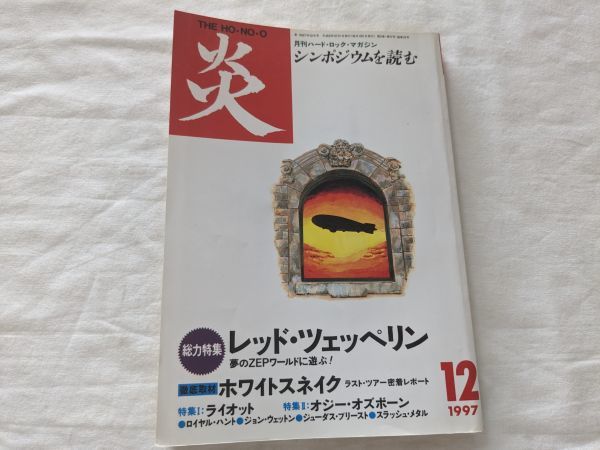 THE HO・NO・O
炎
月刊ハード・ロック・マガジン
シンポジウムを読む
総力特集
レッド・ツェッペリン
夢のZEPワールドに遊ぶ!
徹底取材
ホワイトスネイク ラスト・ツアー密着レポート
特集I:ライオット 特集II:オジー・オズボーン
●ロイヤル・ハント●ジョン・ウェットン●ジューダス・プリースト●スラッシュ・メタル
12
1997